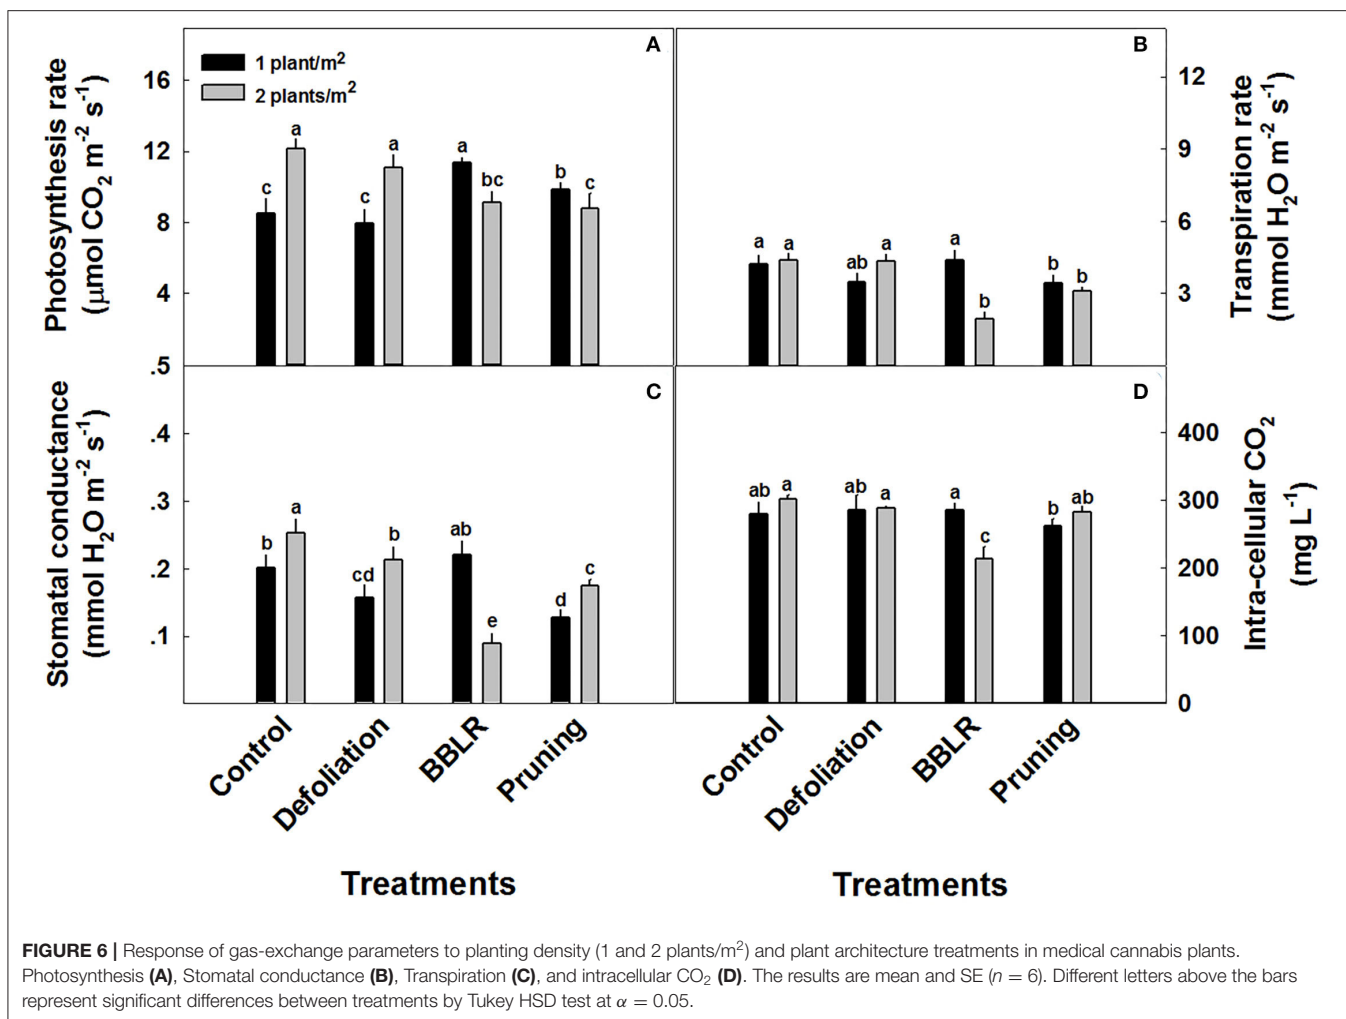 A
1 plant/m²
2 plants/m²
Photosynthesis rate
(μmol CO₂ m⁻² s⁻¹)
16
12
8
4
c
a
c
a
a
bc
b
c
B
Transpiration rate
(mmol H₂O m⁻² s⁻¹)
12
9
6
3
a
a
ab
a
a
b
b
b
C
Stomatal conductance
(mmol H₂O m⁻² s⁻¹)
.5
.4
.3
.2
.1
b
a
cd
b
ab
e
d
c
Control
Defoliation
BBLR
Pruning
Treatments
D
Intra-cellular CO₂
(mg L⁻¹)
400
300
200
100
0
ab
a
ab
a
a
c
b
ab
Control
Defoliation
BBLR
Pruning
Treatments
FIGURE 6 | Response of gas-exchange parameters to planting density (1 and 2 plants/m²) and plant architecture treatments in medical cannabis plants.
Photosynthesis (A), Stomatal conductance (B), Transpiration (C), and intracellular CO₂ (D). The results are mean and SE (n = 6). Different letters above the bars
represent significant differences between treatments by Tukey HSD test at α = 0.05.